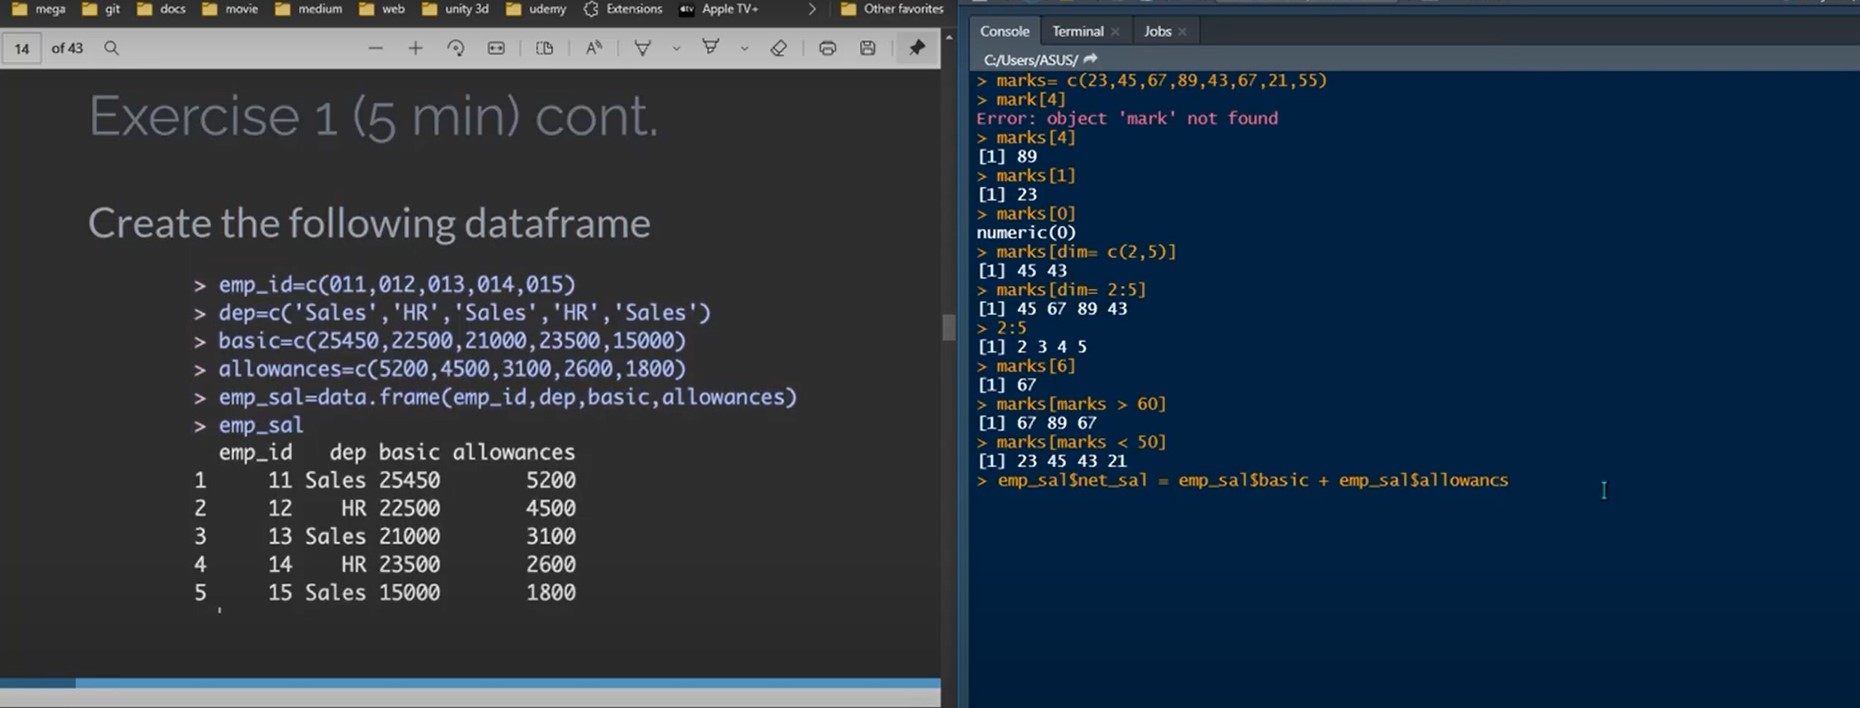 mega git docs movie medium web unity 3d udemy Extensions tv Apple TV+ Other favorites
14 of 43
Exercise 1 (5 min) cont.
Create the following dataframe
> emp_id=c(011,012,013,014,015)
> dep=c('Sales','HR','Sales','HR','Sales')
> basic=c(25450,22500,21000,23500,15000)
> allowances=c(5200,4500,3100,2600,1800)
> emp_sal=data.frame(emp_id,dep,basic,allowances)
> emp_sal
emp_id dep basic allowances
1 11 Sales 25450 5200
2 12 HR 22500 4500
3 13 Sales 21000 3100
4 14 HR 23500 2600
5 15 Sales 15000 1800
Console Terminal Jobs
C:/Users/ASUS/
> marks= c(23,45,67,89,43,67,21,55)
> mark[4]
Error: object 'mark' not found
> marks[4]
[1] 89
> marks[1]
[1] 23
> marks[0]
numeric(0)
> marks[dim= c(2,5)]
[1] 45 43
> marks[dim= 2:5]
[1] 45 67 89 43
> 2:5
[1] 2 3 4 5
> marks[6]
[1] 67
> marks[marks > 60]
[1] 67 89 67
> marks[marks < 50]
[1] 23 45 43 21
> emp_sal$net_sal = emp_sal$basic + emp_sal$allowancs